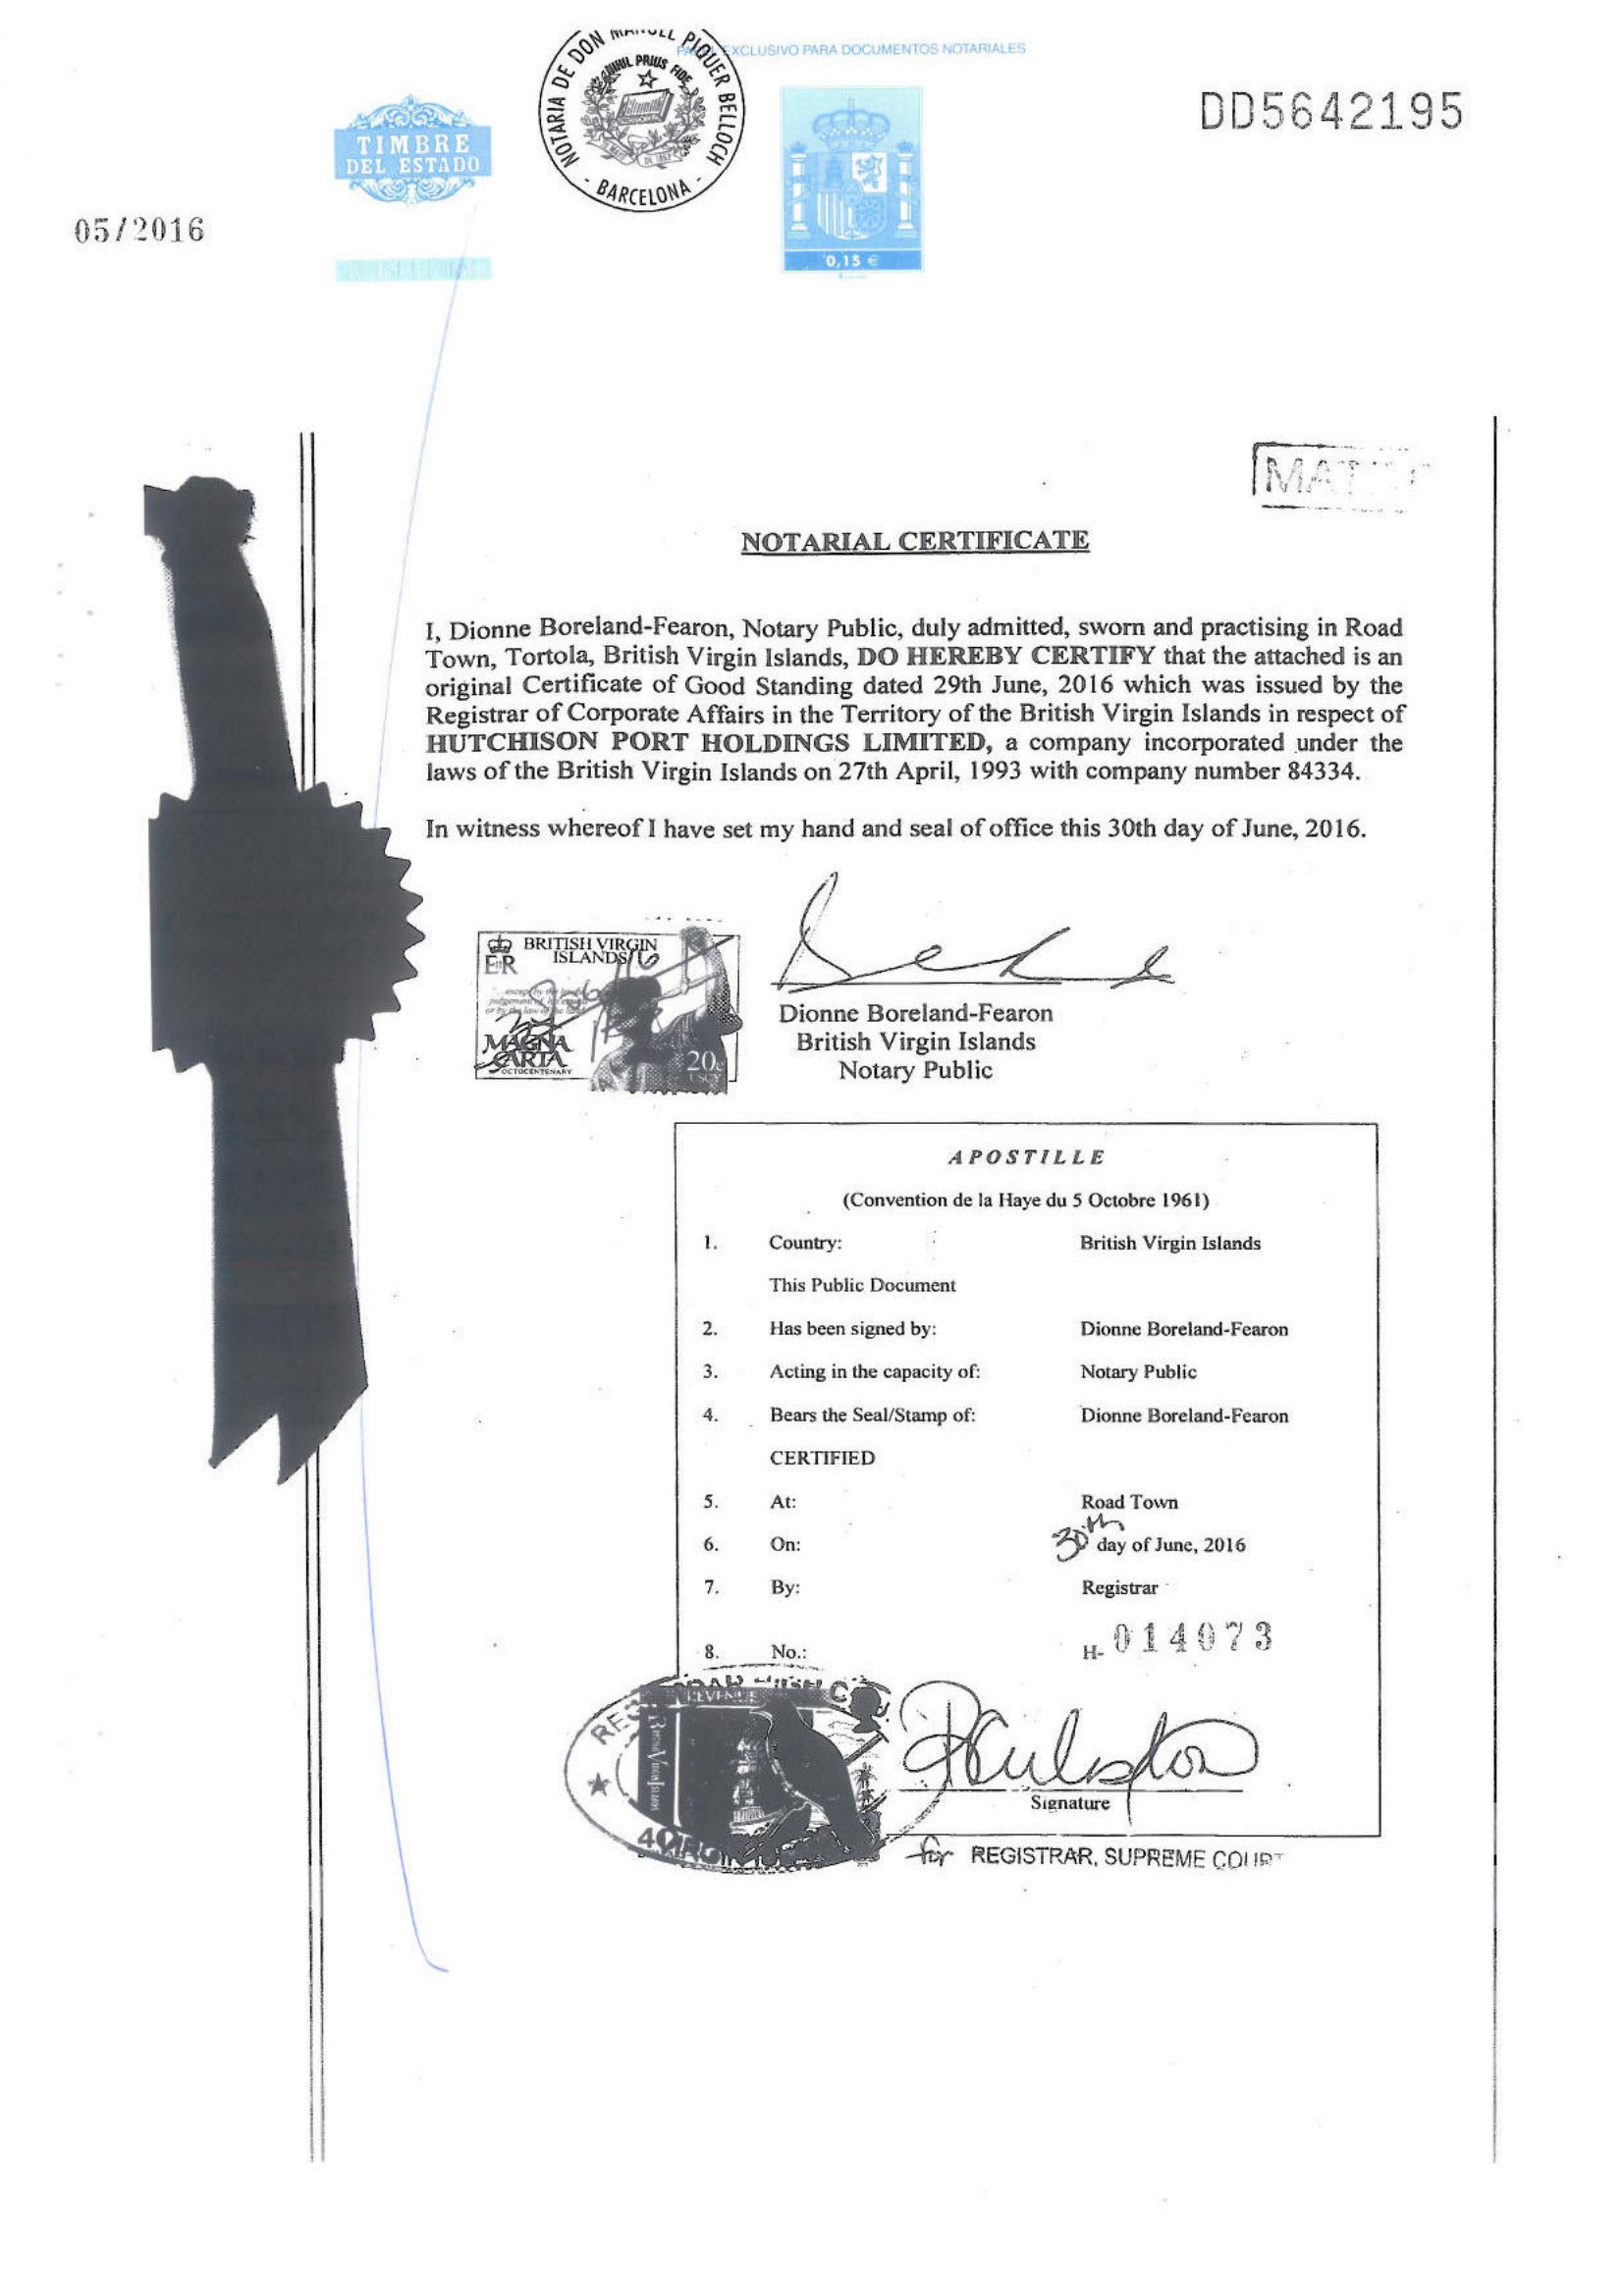 PAPEL EXCLUSIVO PARA DOCUMENTOS NOTARIALES
NOTARIA DE DON MANUEL PIQUER BELLOCH
NIHIL PRIUS FIDE
- BARCELONA -
TIMBRE
DEL ESTADO
DD5642195
05/2016
0,15 €
NOTARIAL CERTIFICATE
I, Dionne Boreland-Fearon, Notary Public, duly admitted, sworn and practising in Road
Town, Tortola, British Virgin Islands, DO HEREBY CERTIFY that the attached is an
original Certificate of Good Standing dated 29th June, 2016 which was issued by the
Registrar of Corporate Affairs in the Territory of the British Virgin Islands in respect of
HUTCHISON PORT HOLDINGS LIMITED, a company incorporated under the
laws of the British Virgin Islands on 27th April, 1993 with company number 84334.
In witness whereof I have set my hand and seal of office this 30th day of June, 2016.
BRITISH VIRGIN
ISLANDS
EIIR
MAGNA
CARTA
OCTOCENTENARY
20c
Dionne Boreland-Fearon
British Virgin Islands
Notary Public
APOSTILLE
(Convention de la Haye du 5 Octobre 1961)
1. Country: British Virgin Islands
This Public Document
2. Has been signed by: Dionne Boreland-Fearon
3. Acting in the capacity of: Notary Public
4. Bears the Seal/Stamp of: Dionne Boreland-Fearon
CERTIFIED
5. At: Road Town
6. On: 30th day of June, 2016
7. By: Registrar
8. No.: H- 014073
REVENUE
Signature
for REGISTRAR, SUPREME COURT